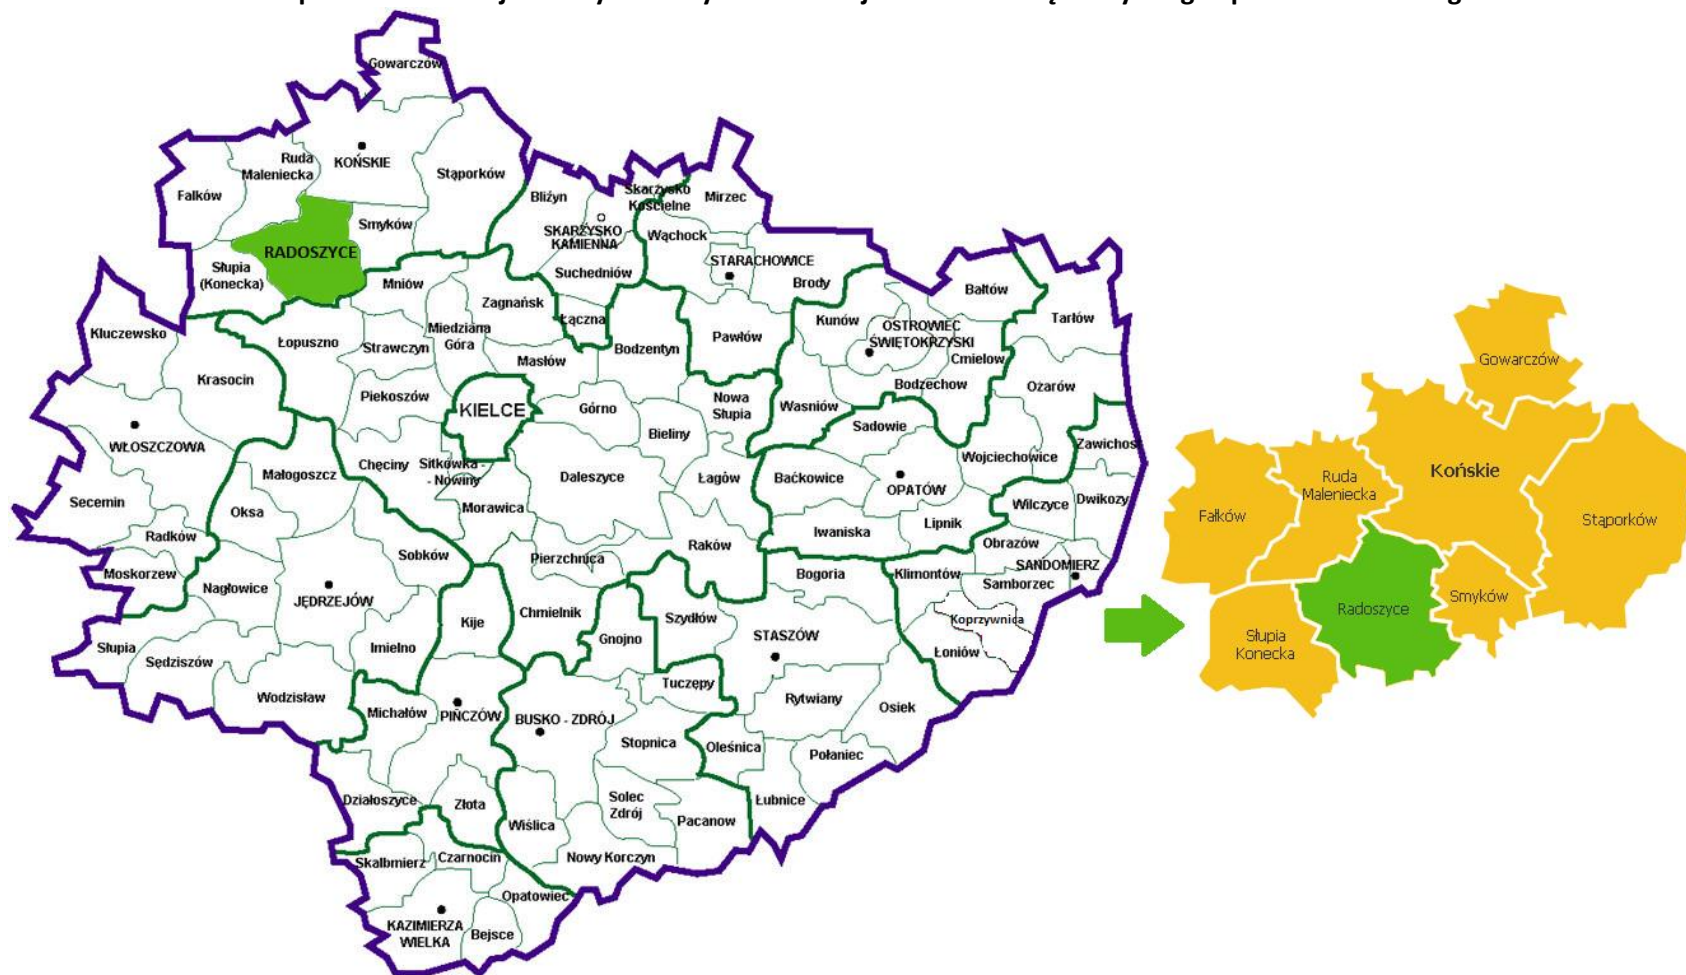 Gowarczów
Ruda
Maleniecka
KOŃSKIE
Stąporków
Fałków
Smyków
RADOSZYCE
Słupia
(Konecka)
Bliżyn
Skarżysko
Kościelne
Mirzec
SKARŻYSKO
KAMIENNA
Wąchock
Suchedniów
STARACHOWICE
Brody
Mniów
Zagnańsk
Łączna
Bałtów
Tarłów
Kluczewsko
Łopuszno
Strawczyn
Miedziana
Góra
Masłów
Bodzentyn
Pawłów
Kunów
OSTROWIEC
ŚWIĘTOKRZYSKI
Cmielow
Krasocin
Piekoszów
KIELCE
Górno
Nowa
Słupia
Bodzechow
Ożarów
Wasniów
WŁOSZCZOWA
Bieliny
Sadowie
Zawichost
Małogoszcz
Chęciny
Sitkówka -
- Nowiny
Daleszyce
Łagów
Baćkowice
OPATÓW
Wojciechowice
Secemin
Oksa
Morawica
Wilczyce
Dwikozy
Radków
Iwaniska
Lipnik
Moskorzew
Sobków
Pierzchnica
Raków
Obrazów
SANDOMIERZ
Nagłowice
JĘDRZEJÓW
Bogoria
Klimontów
Samborzec
Kije
Chmielnik
Szydłów
Koprzywnica
Słupia
Sędziszów
Imielno
Gnojno
STASZÓW
Łoniów
Wodzisław
Michałów
PIŃCZÓW
Tuczępy
Rytwiany
Osiek
BUSKO - ZDRÓJ
Stopnica
Oleśnica
Połaniec
Działoszyce
Złota
Wiślica
Solec
Zdrój
Pacanow
Łubnice
Skalbmierz
Czarnocin
Nowy Korczyn
Opatowiec
KAZIMIERZA
WIELKA
Bejsce
Gowarczów
Ruda
Maleniecka
Końskie
Fałków
Stąporków
Radoszyce
Smyków
Słupia
Konecka